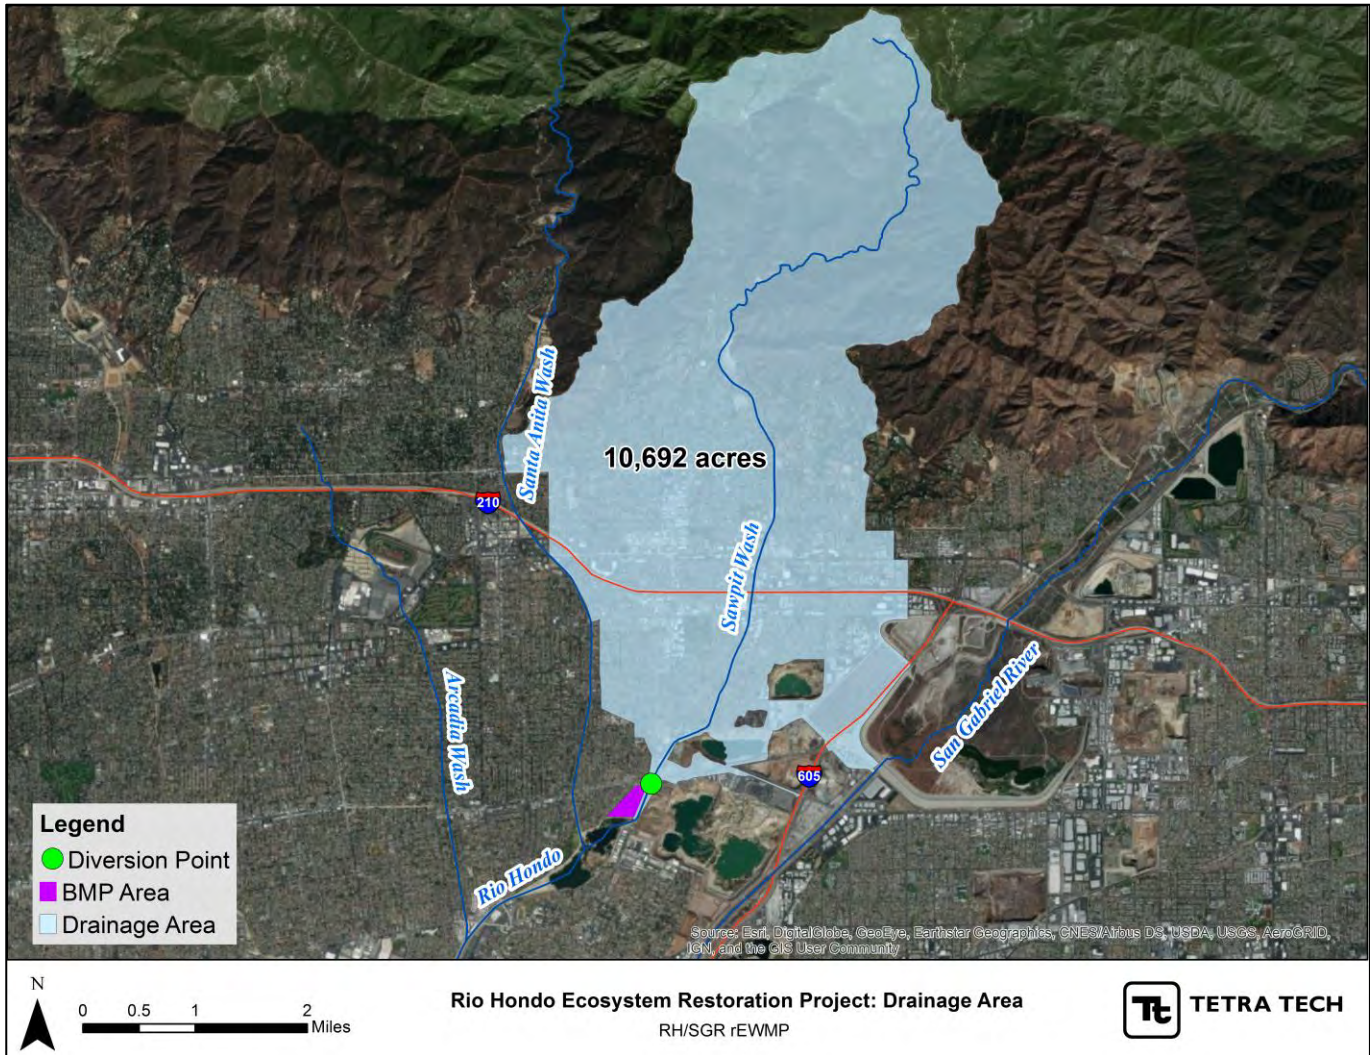 Santa Anita Wash
10,692 acres
210
Sawpit Wash
Arcadia Wash
San Gabriel River
605
Rio Hondo
Legend
Diversion Point
BMP Area
Drainage Area
Source: Esri, DigitalGlobe, GeoEye, Earthstar Geographics, CNES/Airbus DS, USDA, USGS, AeroGRID,
IGN, and the GIS User Community
N
0 0.5 1 2
Miles
Rio Hondo Ecosystem Restoration Project: Drainage Area
RH/SGR rEWMP
Tt TETRA TECH